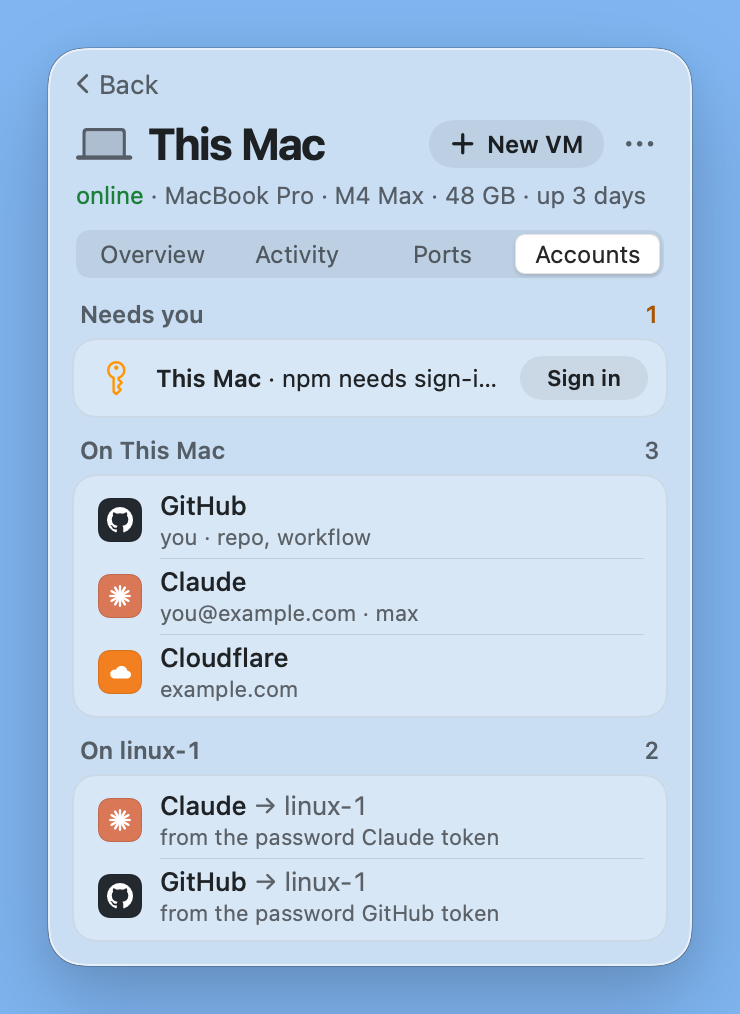 Back
This Mac
New VM
online · MacBook Pro · M4 Max · 48 GB · up 3 days
Overview Activity Ports Accounts
Needs you 1
This Mac · npm needs sign-i...
Sign in
On This Mac 3
GitHub
you · repo, workflow
Claude
you@example.com · max
Cloudflare
example.com
On linux-1 2
Claude → linux-1
from the password Claude token
GitHub → linux-1
from the password GitHub token